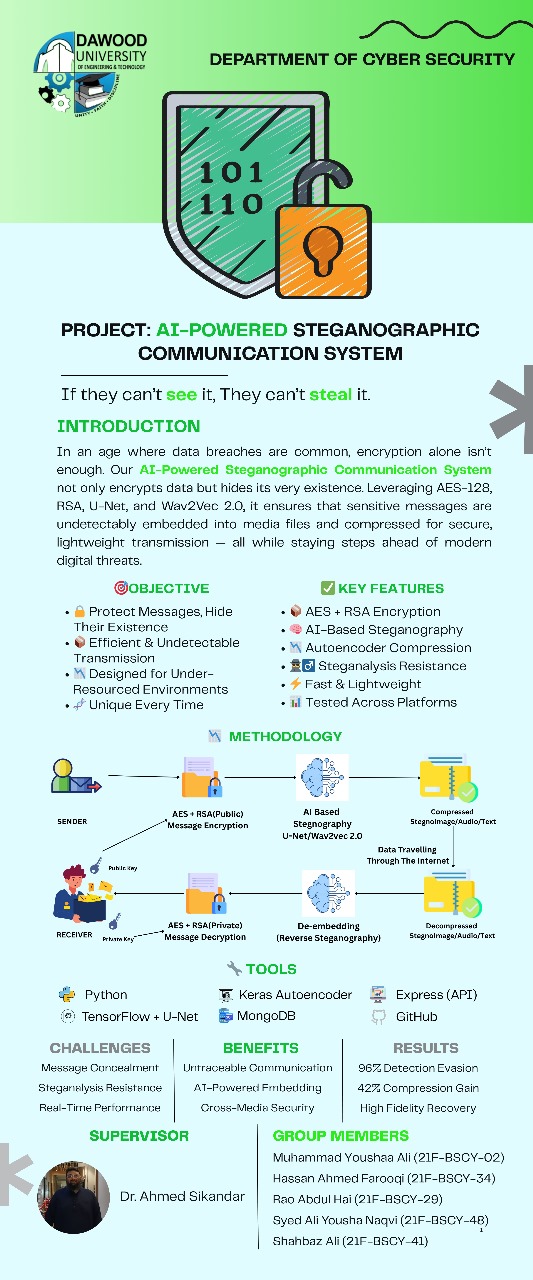 DAWOOD
UNIVERSITY
OF ENGINEERING & TECHNOLOGY
DEPARTMENT OF CYBER SECURITY
101
110
PROJECT: AI-POWERED STEGANOGRAPHIC
COMMUNICATION SYSTEM
If they can't see it, They can't steal it.
INTRODUCTION
In an age where data breaches are common, encryption alone isn't
enough. Our AI-Powered Steganographic Communication System
not only encrypts data but hides its very existence. Leveraging AES-128,
RSA, U-Net, and Wav2Vec 2.0, it ensures that sensitive messages are
undetectably embedded into media files and compressed for secure,
lightweight transmission — all while staying steps ahead of modern
digital threats.
🎯OBJECTIVE
• 🔒 Protect Messages, Hide
Their Existence
• 📦 Efficient & Undetectable
Transmission
• 📉 Designed for Under-
Resourced Environments
• 🧬 Unique Every Time
✅ KEY FEATURES
• 📦 AES + RSA Encryption
• 🧠 AI-Based Steganography
• 📉 Autoencoder Compression
• Steganalysis Resistance
• ⚡ Fast & Lightweight
• 📊 Tested Across Platforms
📉 METHODOLOGY
SENDER
AES + RSA(Public)
Message Encryption
AI Based
Stegnography
U-Net/Wav2vec 2.0
Compressed
StegnoImage/Audio/Text
Data Travelling
Through The Internet
Public Key
RECEIVER
Private Key
AES + RSA(Private)
Message Decryption
De-embedding
(Reverse Steganography)
Decompressed
StegnoImage/Audio/Text
🔧 TOOLS
Python
Keras Autoencoder
Express (API)
TensorFlow + U-Net
MongoDB
GitHub
CHALLENGES
Message Concealment
Steganalysis Resistance
Real-Time Performance
BENEFITS
Untraceable Communication
AI-Powered Embedding
Cross-Media Security
RESULTS
96% Detection Evasion
42% Compression Gain
High Fidelity Recovery
SUPERVISOR
Dr. Ahmed Sikandar
GROUP MEMBERS
Muhammad Youshaa Ali (21F-BSCY-02)
Hassan Ahmed Farooqi (21F-BSCY-34)
Rao Abdul Hai (21F-BSCY-29)
Syed Ali Yousha Naqvi (21F-BSCY-48)
1
Shahbaz Ali (21F-BSCY-41)